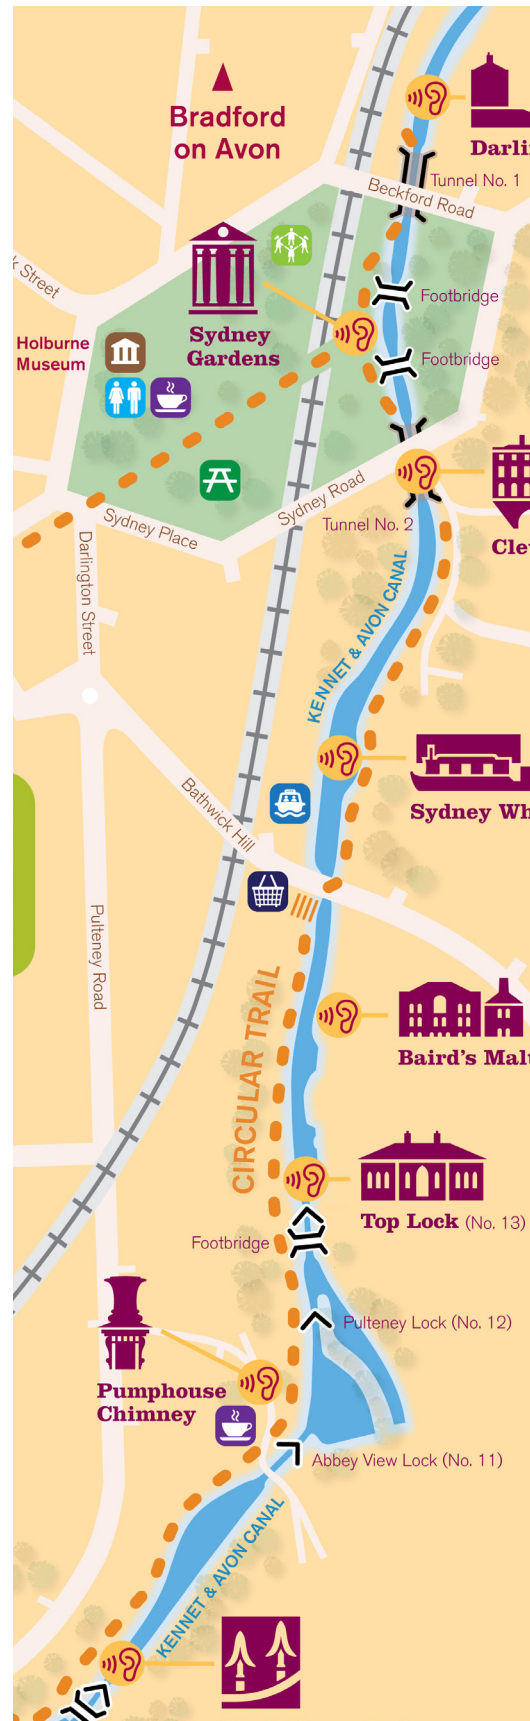 Bradford
on Avon
Darli
Tunnel No. 1
Beckford Road
k Street
Footbridge
Holburne
Museum
Sydney
Gardens
Footbridge
Sydney Road
Sydney Place
Tunnel No. 2
Darlington Street
Cle
KENNET & AVON CANAL
Sydney Wh
Bathwick Hill
Pulteney Road
CIRCULAR TRAIL
Baird's Malt
Top Lock (No. 13)
Footbridge
Pulteney Lock (No. 12)
Pumphouse
Chimney
Abbey View Lock (No. 11)
KENNET & AVON CANAL